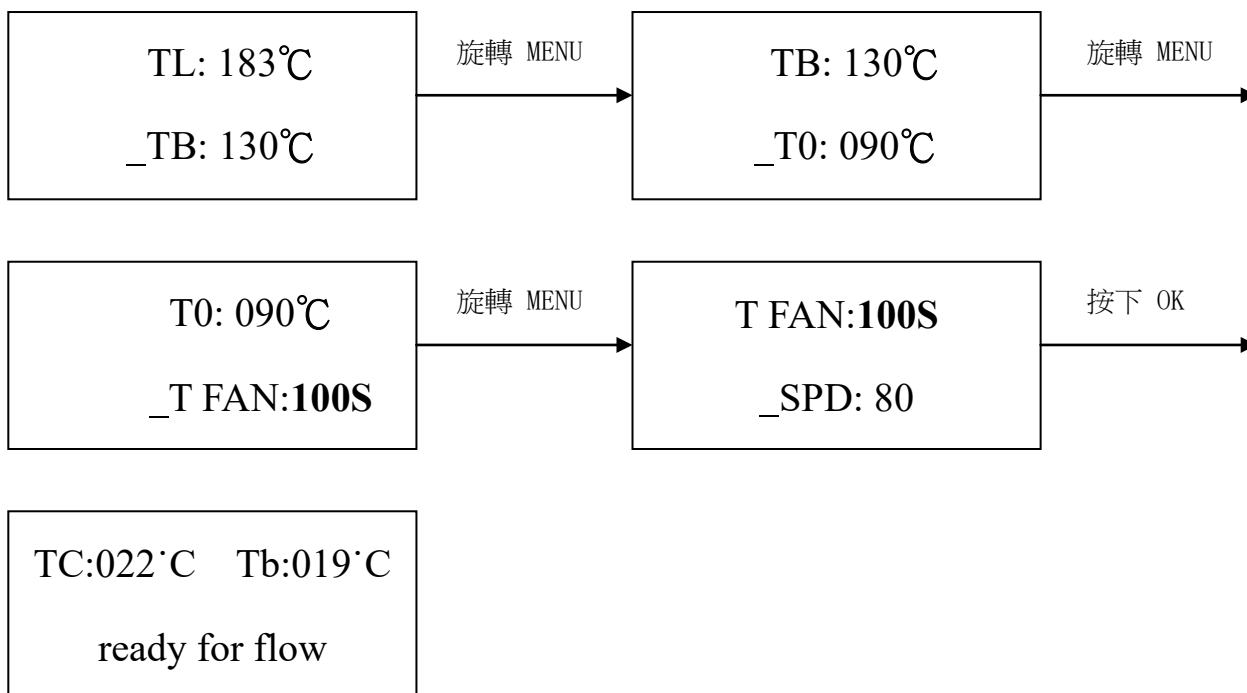 TL: 183℃
_TB: 130℃
旋轉 MENU
TB: 130℃
_T0: 090℃
旋轉 MENU
T0: 090℃
_T FAN:100S
旋轉 MENU
T FAN:100S
_SPD: 80
按下 OK
TC:022˙C Tb:019˙C
ready for flow